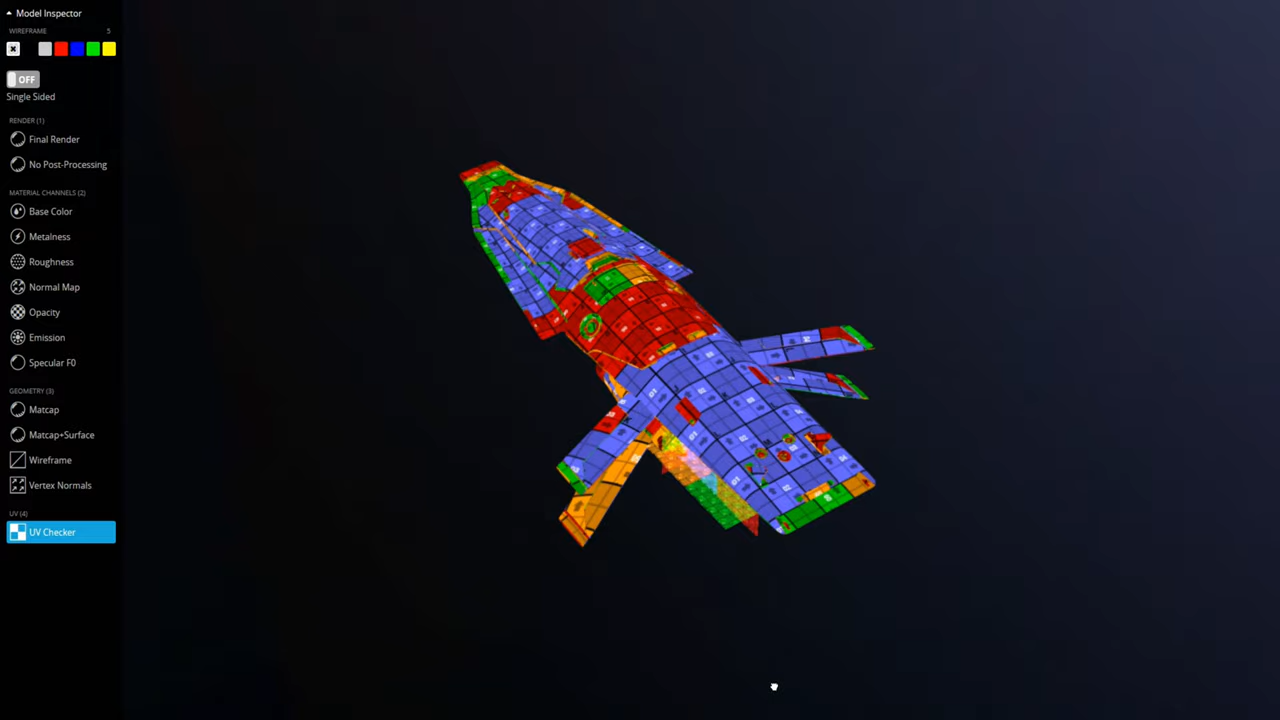 Model Inspector
WIREFRAME 5
OFF
Single Sided
RENDER (1)
Final Render
No Post-Processing
MATERIAL CHANNELS (2)
Base Color
Metalness
Roughness
Normal Map
Opacity
Emission
Specular F0
GEOMETRY (3)
Matcap
Matcap+Surface
Wireframe
Vertex Normals
UV (4)
UV Checker